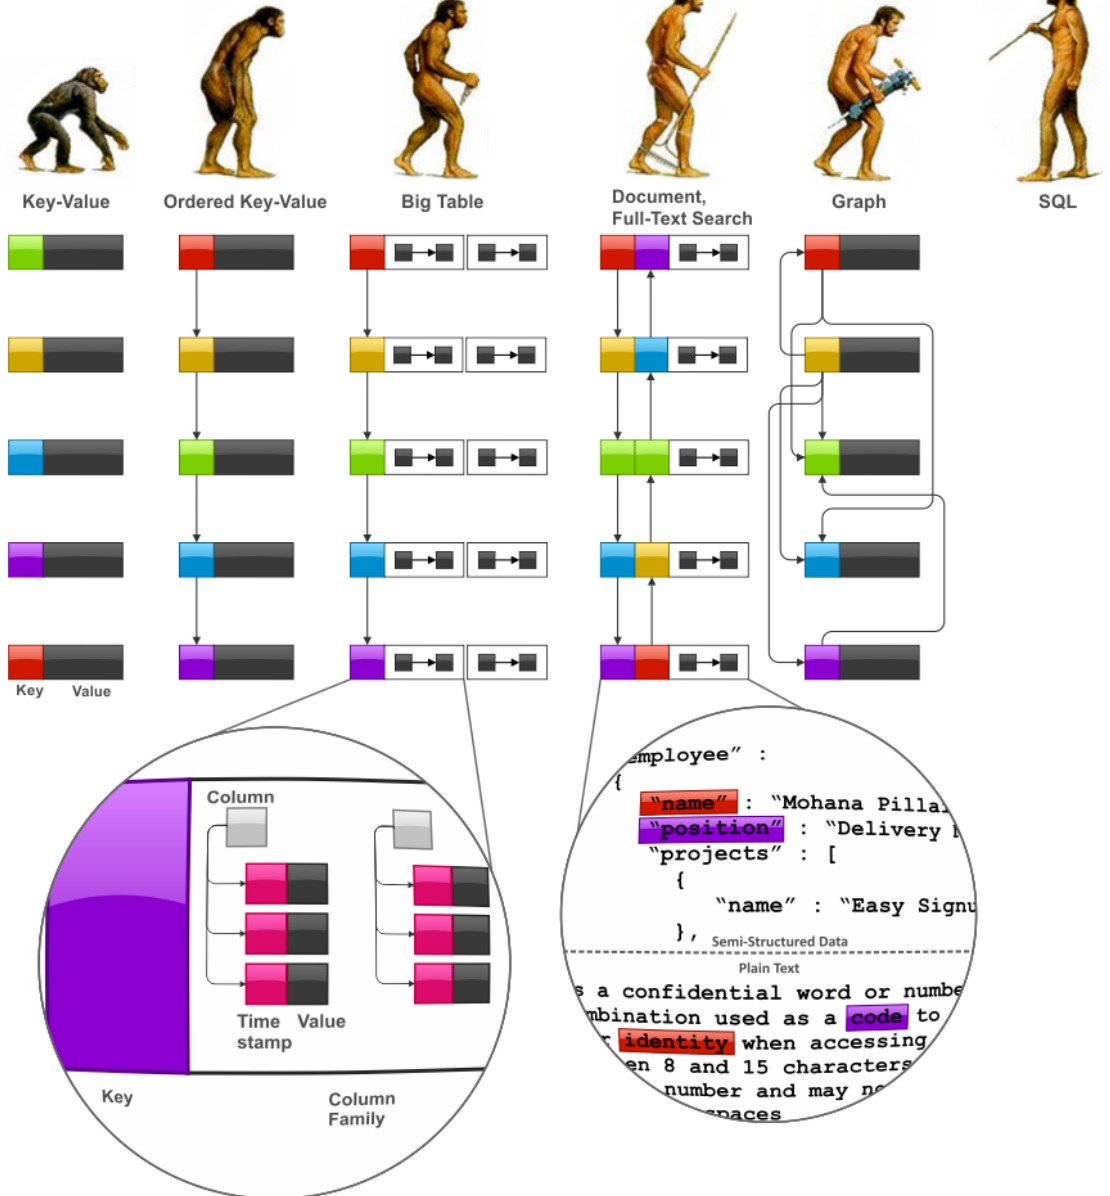 Key-Value
Ordered Key-Value
Big Table
Document,
Full-Text Search
Graph
SQL
Key
Value
employee” :
{
“name” : “Mohana Pillai
“position” : “Delivery
“projects” : [
{
“name” : “Easy Signu
},
Semi-Structured Data
Plain Text
s a confidential word or numbe
mbination used as a code to
r identity when accessing
en 8 and 15 characters
number and may no
spaces
Column
Time
stamp
Value
Key
Column
Family